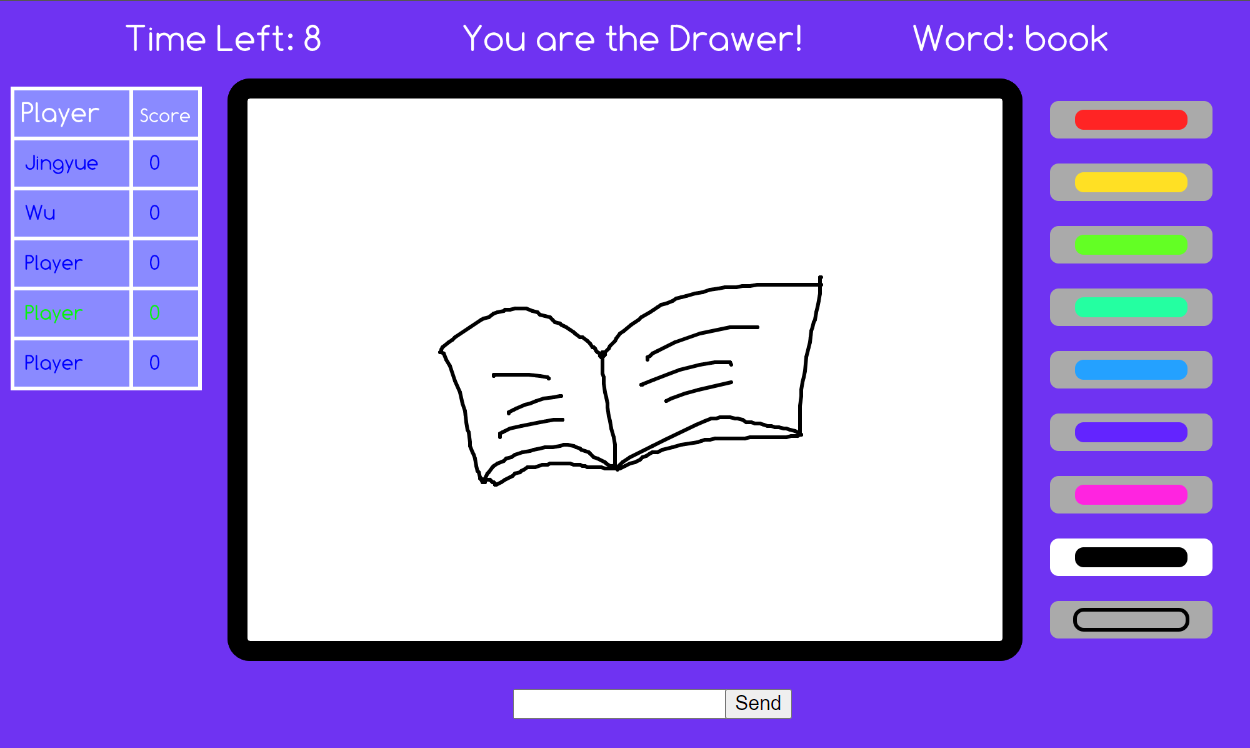 Time Left: 8 You are the Drawer! Word: book
Player Score
Jingyue 0
Wu 0
Player 0
Player 0
Player 0
Send